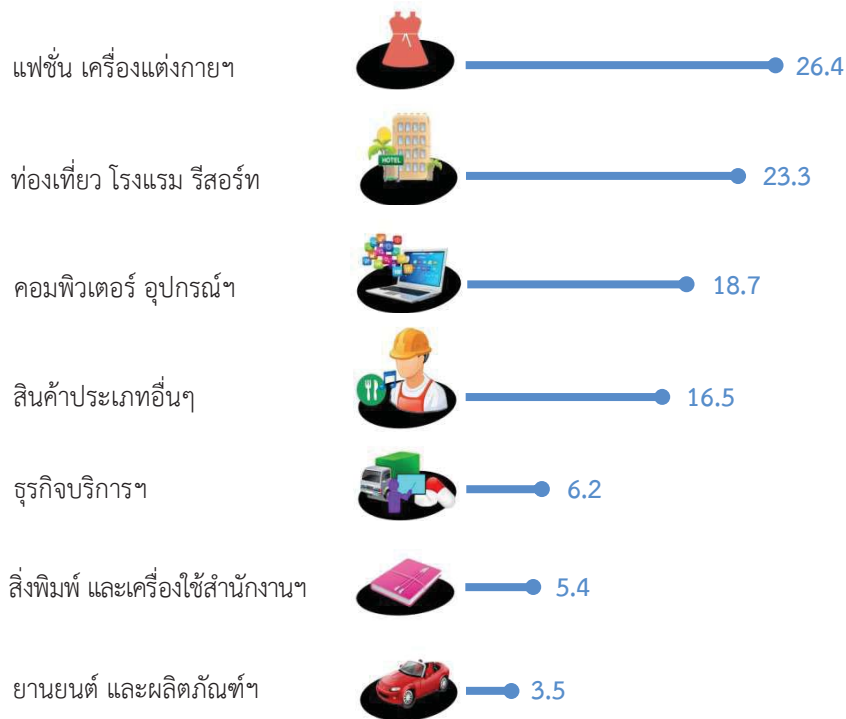 แฟชั่น เครื่องแต่งกายฯ 26.4
ท่องเที่ยว โรงแรม รีสอร์ท HOTEL 23.3
คอมพิวเตอร์ อุปกรณ์ฯ 18.7
สินค้าประเภทอื่นๆ 16.5
ธุรกิจบริการฯ 6.2
สิ่งพิมพ์ และเครื่องใช้สำนักงานฯ 5.4
ยานยนต์ และผลิตภัณฑ์ฯ 3.5